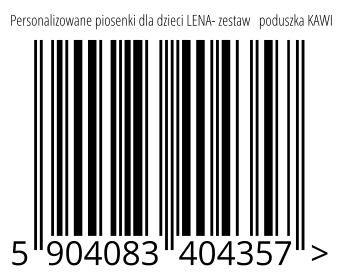 Personalizowane piosenki dla dzieci LENA- zestaw poduszka KAWI
5 904083 404357 >